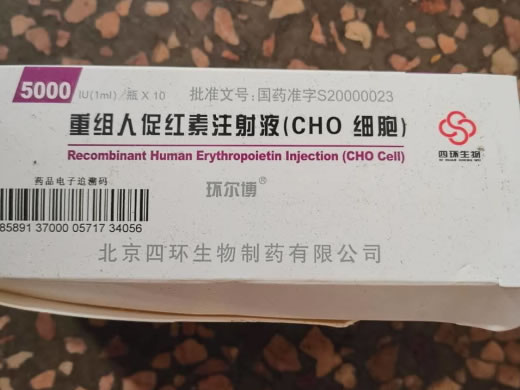 5000 IU(1ml)/瓶 X 10 批准文号:国药准字S20000023
重组人促红素注射液(CHO 细胞)
Recombinant Human Erythropoietin Injection (CHO Cell)
四环生物®
药品电子追溯码
环尔博®
85891 37000 05717 34056
北京四环生物制药有限公司